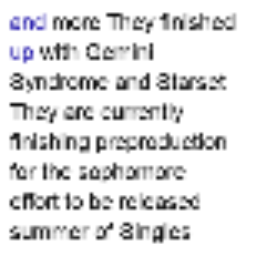 and more They finished
up with Gemini
Syndrome and Starset
They are currently
finishing preproduction
for the sophomore
effort to be released
summer of Singles